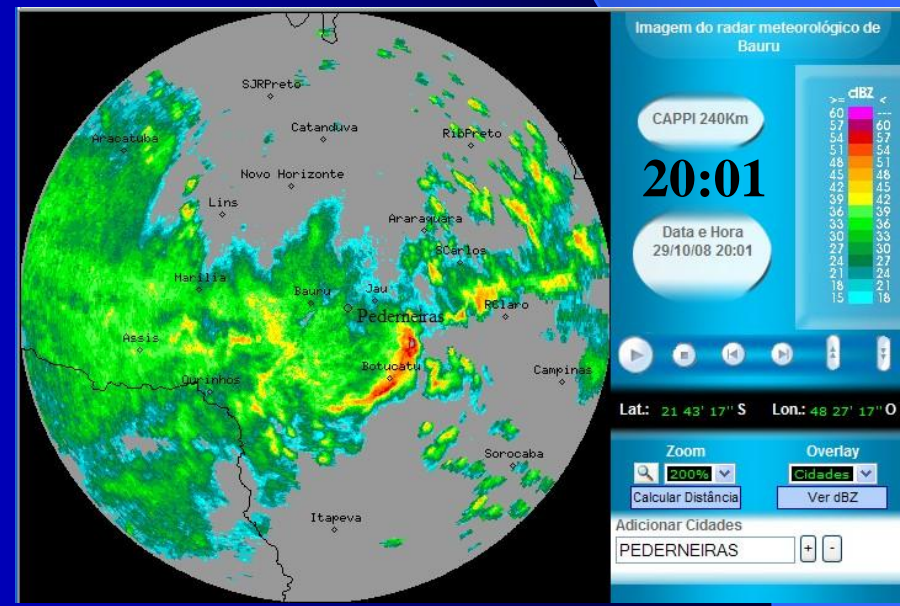 Imagem do radar meteorológico de
Bauru
CAPPI 240Km
20:01
Data e Hora
29/10/08 20:01
>= dBZ <
60 ---
57 60
54 57
51 54
48 51
45 48
42 45
39 42
36 39
33 36
30 33
27 30
24 27
21 24
18 21
15 18
SJRPreto
Catanduva
Aracatuba
RibPreto
Novo Horizonte
Lins
Araraquara
SCarlos
Marilia
Bauru
Jau
RClaro
Pederneiras
Assis
Botucatu
Ourinhos
Campinas
Sorocaba
Itapeva
Lat.: 21 43' 17" S Lon.: 48 27' 17" O
Zoom Overlay
200% Cidades
Calcular Distância Ver dBZ
Adicionar Cidades
PEDERNEIRAS + -